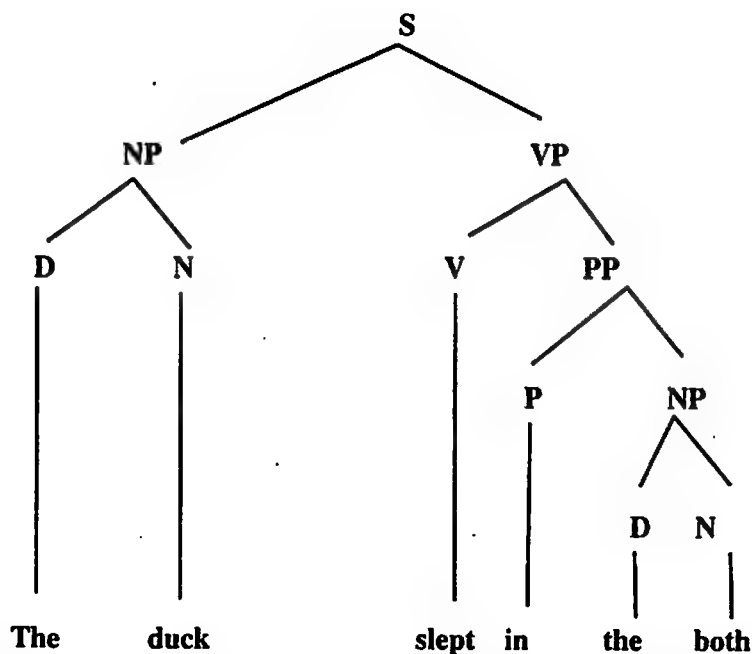 S
NP VP
D N V PP
P NP
D N
The duck slept in the both